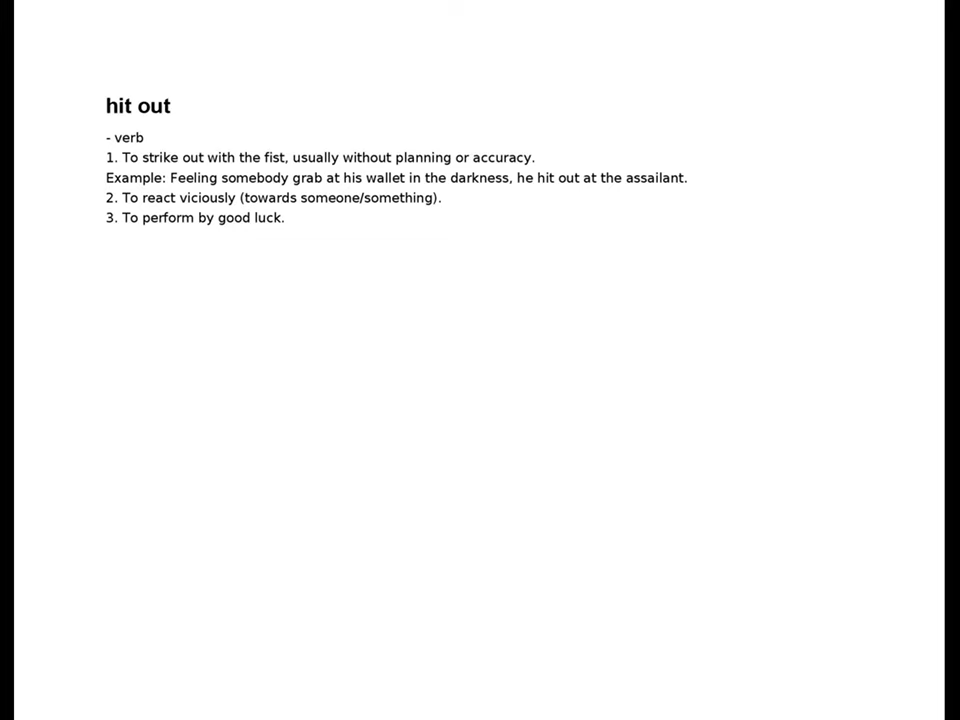 hit out
- verb
1. To strike out with the fist, usually without planning or accuracy.
Example: Feeling somebody grab at his wallet in the darkness, he hit out at the assailant.
2. To react viciously (towards someone/something).
3. To perform by good luck.